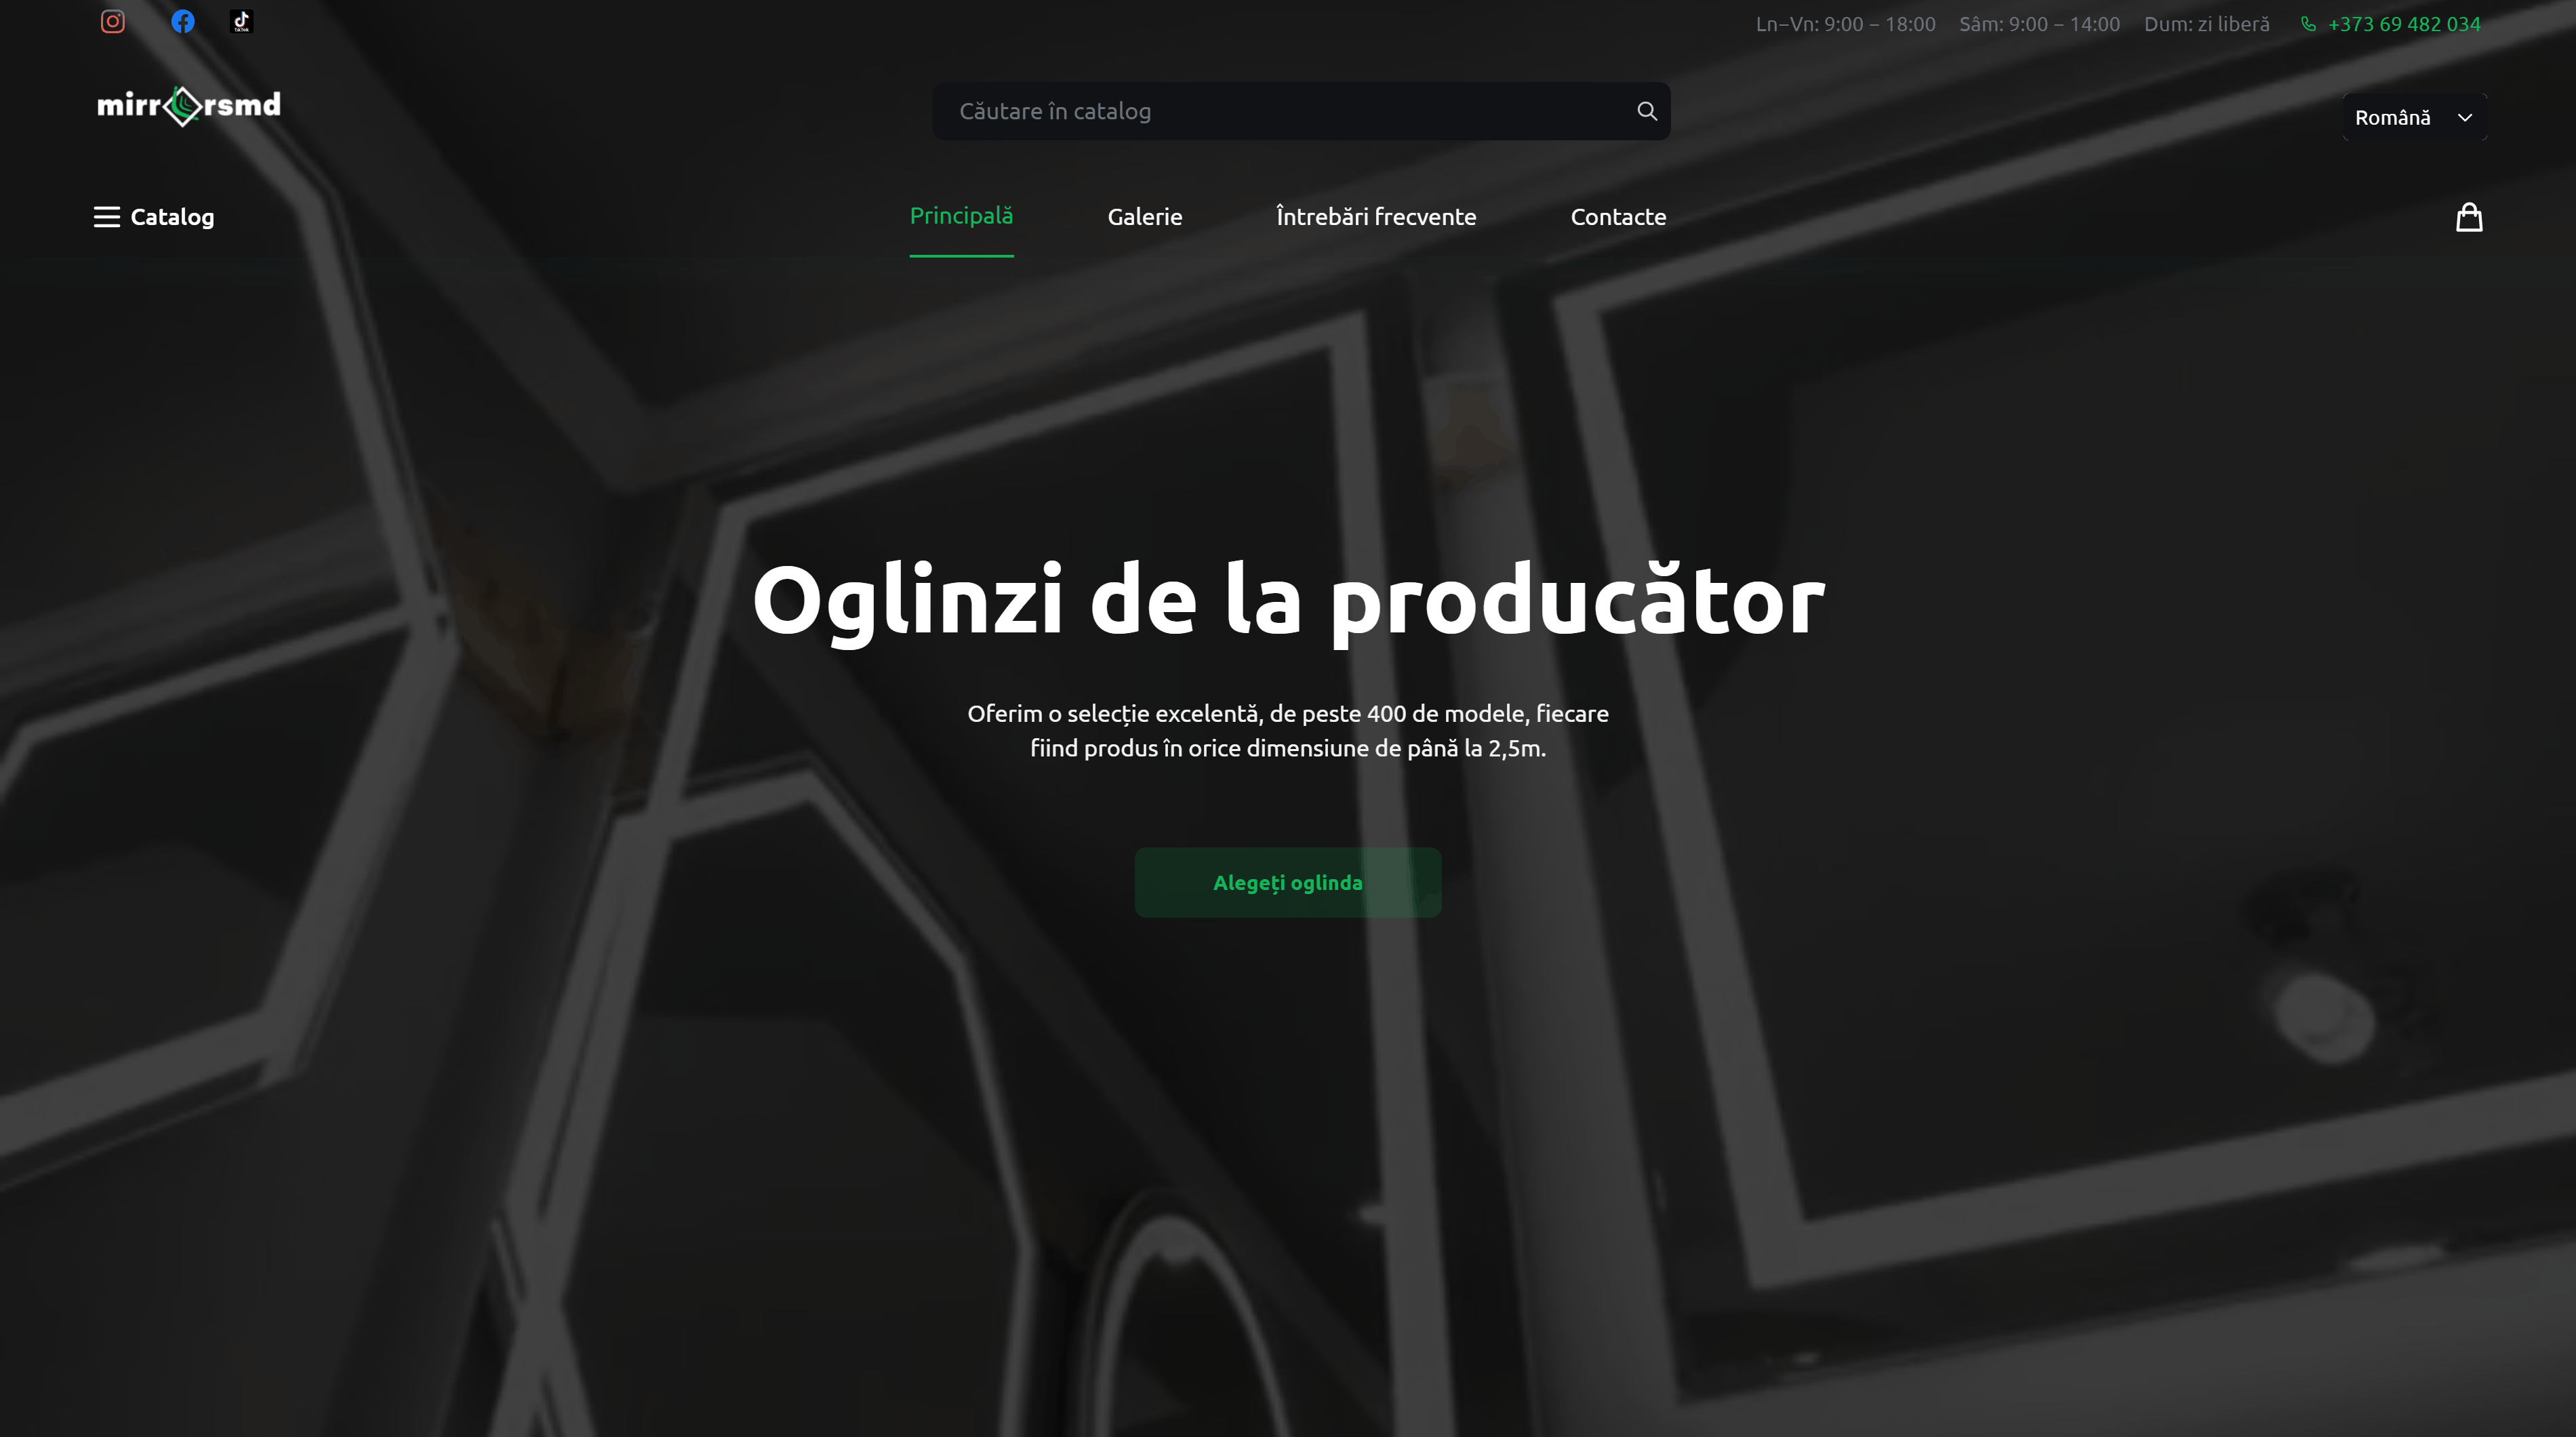 Ln–Vn: 9:00 – 18:00 Sâm: 9:00 – 14:00 Dum: zi liberă +373 69 482 034
mirrorsmd
Căutare în catalog
Română
Catalog
Principală
Galerie
Întrebări frecvente
Contacte
Oglinzi de la producător
Oferim o selecție excelentă, de peste 400 de modele, fiecare
fiind produs în orice dimensiune de până la 2,5m.
Alegeți oglinda